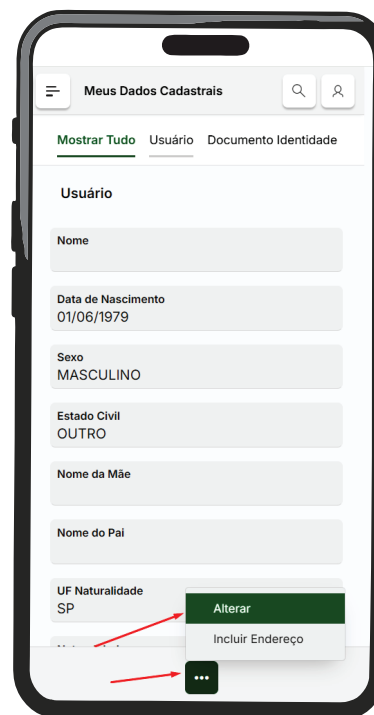 Meus Dados Cadastrais
Mostrar Tudo Usuário Documento Identidade
Usuário
Nome
Data de Nascimento
01/06/1979
Sexo
MASCULINO
Estado Civil
OUTRO
Nome da Mãe
Nome do Pai
UF Naturalidade
SP
Alterar
Incluir Endereço